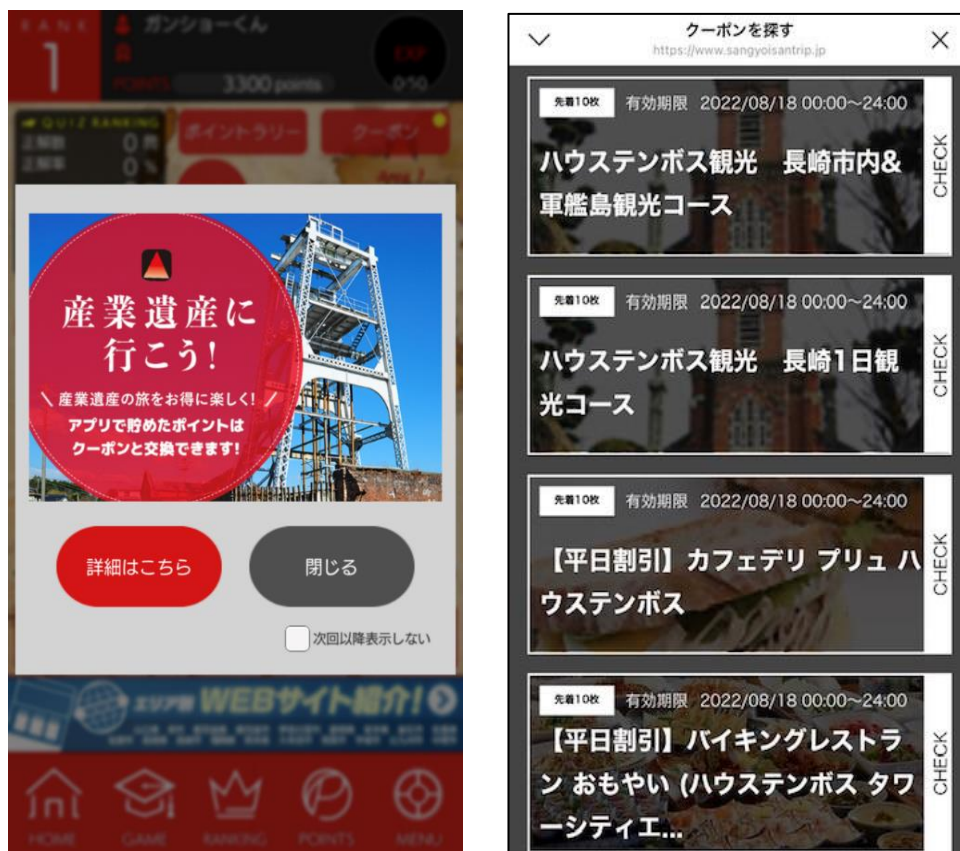 RANK
1
ガンショーくん
POINTS 3300 points
EXP
0/50
QUIZ RANKING
正解数 0 問
正解率 0 %
ポイントラリー
クーポン
産業遺産に
行こう!
\ 産業遺産の旅をお得に楽しく! /
アプリで貯めたポイントは
クーポンと交換できます!
詳細はこちら
閉じる
次回以降表示しない
エリア別 WEBサイト紹介!
HOME
GAME
RANKING
POINTS
MENU
クーポンを探す
https://www.sangyoisantrip.jp
先着10枚 有効期限 2022/08/18 00:00~24:00
ハウステンボス観光 長崎市内&
軍艦島観光コース
CHECK
先着10枚 有効期限 2022/08/18 00:00~24:00
ハウステンボス観光 長崎1日観
光コース
CHECK
先着10枚 有効期限 2022/08/18 00:00~24:00
【平日割引】カフェデリ プリュ ハ
ウステンボス
CHECK
先着10枚 有効期限 2022/08/18 00:00~24:00
【平日割引】バイキングレストラ
ン おもやい (ハウステンボス タワ
ーシティエ...
CHECK